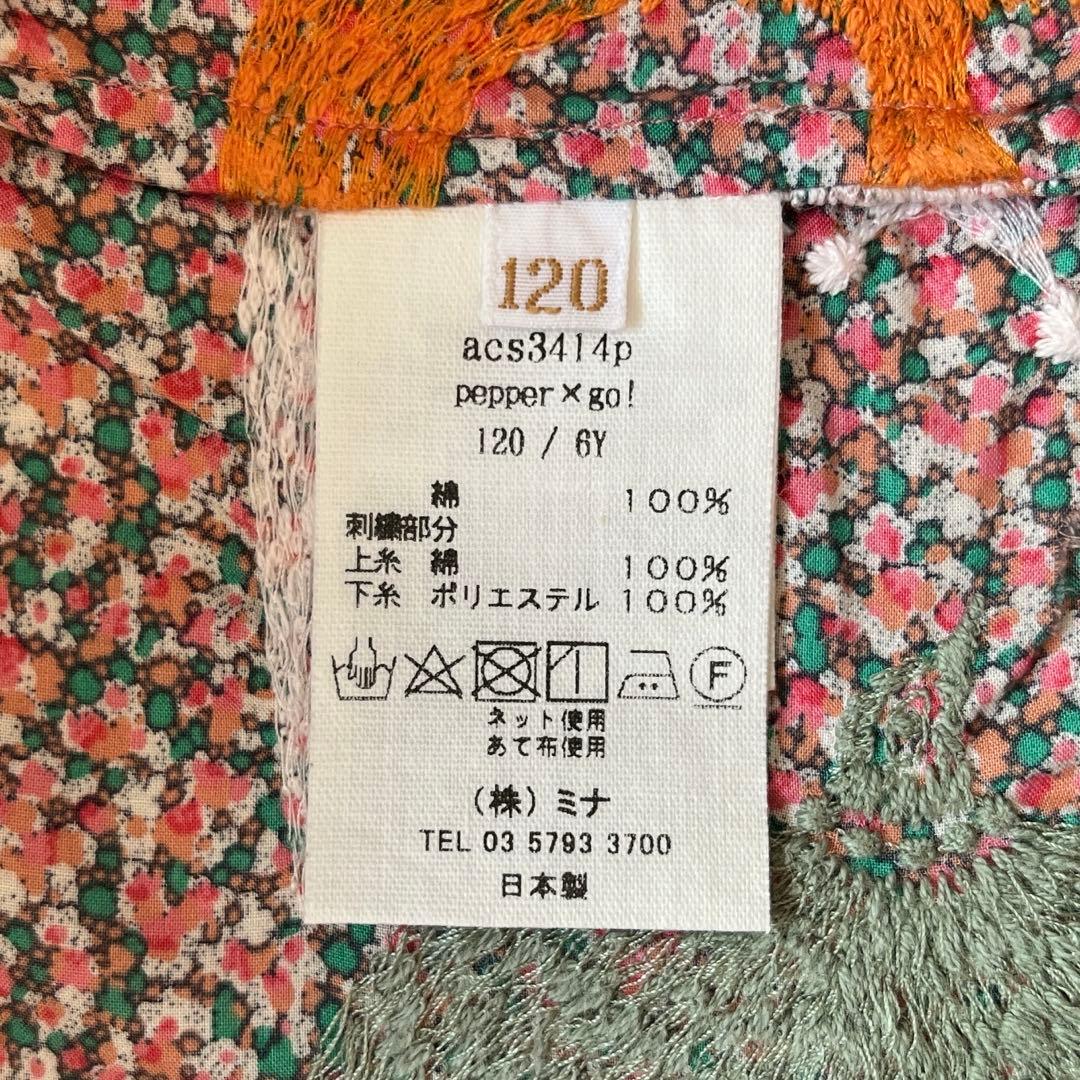 120
acs3414p
pepper×go!
120 / 6Y
綿 100%
刺繍部分
上糸 綿 100%
下糸 ポリエステル 100%
F
ネット使用
あて布使用
(株)ミナ
TEL 03 5793 3700
日本製